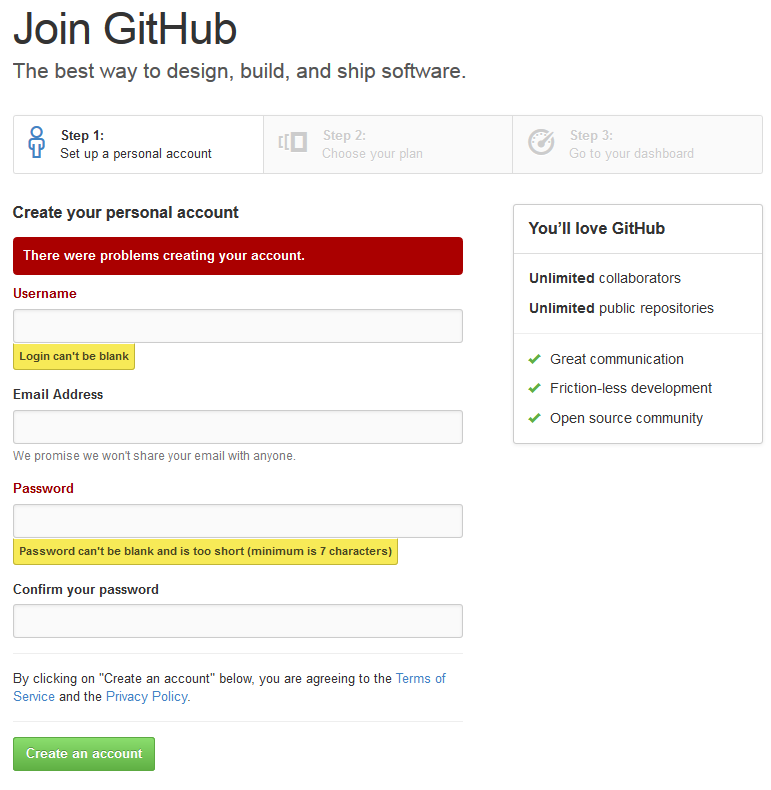 Join GitHub
The best way to design, build, and ship software.
Step 1:
Set up a personal account
Step 2:
Choose your plan
Step 3:
Go to your dashboard
Create your personal account
There were problems creating your account.
Username
Login can't be blank
Email Address
We promise we won't share your email with anyone.
Password
Password can't be blank and is too short (minimum is 7 characters)
Confirm your password
By clicking on "Create an account" below, you are agreeing to the Terms of
Service and the Privacy Policy.
Create an account
You’ll love GitHub
Unlimited collaborators
Unlimited public repositories
Great communication
Friction-less development
Open source community